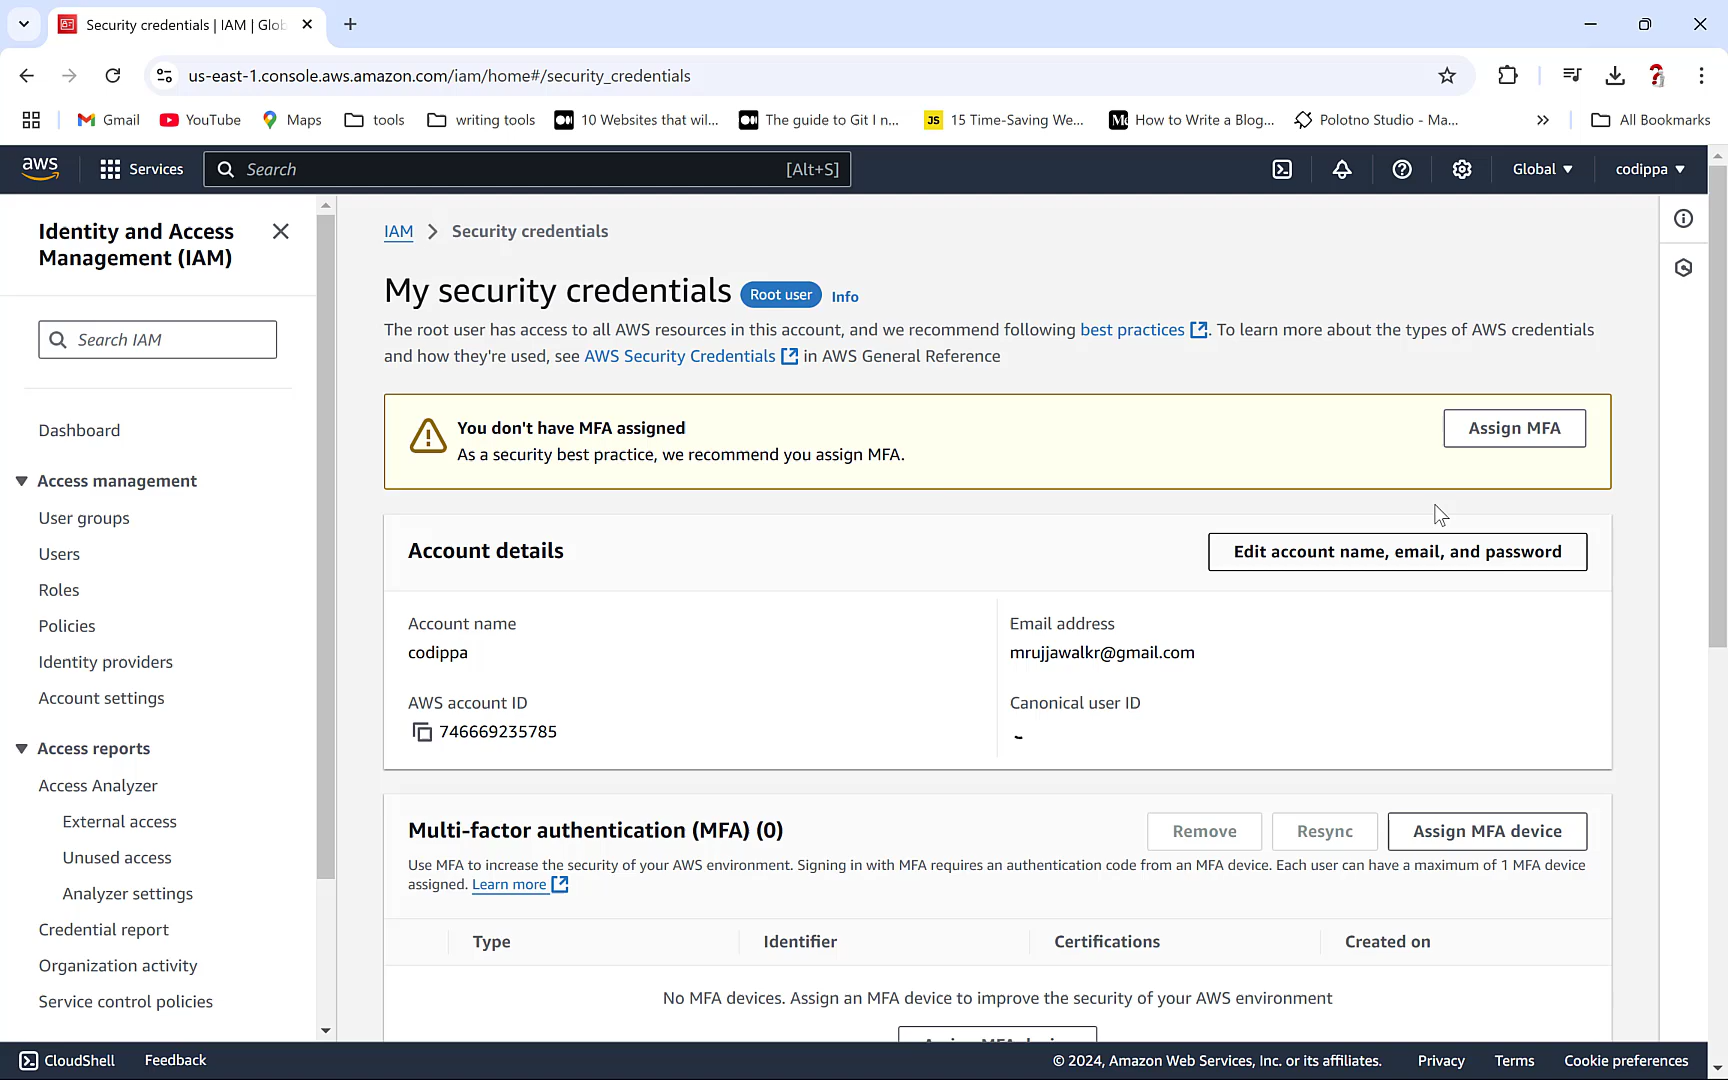 Security credentials | IAM | Glob
us-east-1.console.aws.amazon.com/iam/home#/security_credentials
Gmail YouTube Maps tools writing tools 10 Websites that wil... The guide to Git I n... JS 15 Time-Saving We... How to Write a Blog... Polotno Studio - Ma... All Bookmarks
aws Services Search [Alt+S] Global codippa
Identity and Access
Management (IAM)
Search IAM
Dashboard
Access management
User groups
Users
Roles
Policies
Identity providers
Account settings
Access reports
Access Analyzer
External access
Unused access
Analyzer settings
Credential report
Organization activity
Service control policies
IAM > Security credentials
My security credentials Root user Info
The root user has access to all AWS resources in this account, and we recommend following best practices. To learn more about the types of AWS credentials
and how they're used, see AWS Security Credentials in AWS General Reference
You don't have MFA assigned
As a security best practice, we recommend you assign MFA.
Assign MFA
Account details
Edit account name, email, and password
Account name
codippa
Email address
mrujjawalkr@gmail.com
AWS account ID
746669235785
Canonical user ID
Multi-factor authentication (MFA) (0)
Remove Resync Assign MFA device
Use MFA to increase the security of your AWS environment. Signing in with MFA requires an authentication code from an MFA device. Each user can have a maximum of 1 MFA device
assigned. Learn more
Type Identifier Certifications Created on
No MFA devices. Assign an MFA device to improve the security of your AWS environment
CloudShell Feedback © 2024, Amazon Web Services, Inc. or its affiliates. Privacy Terms Cookie preferences